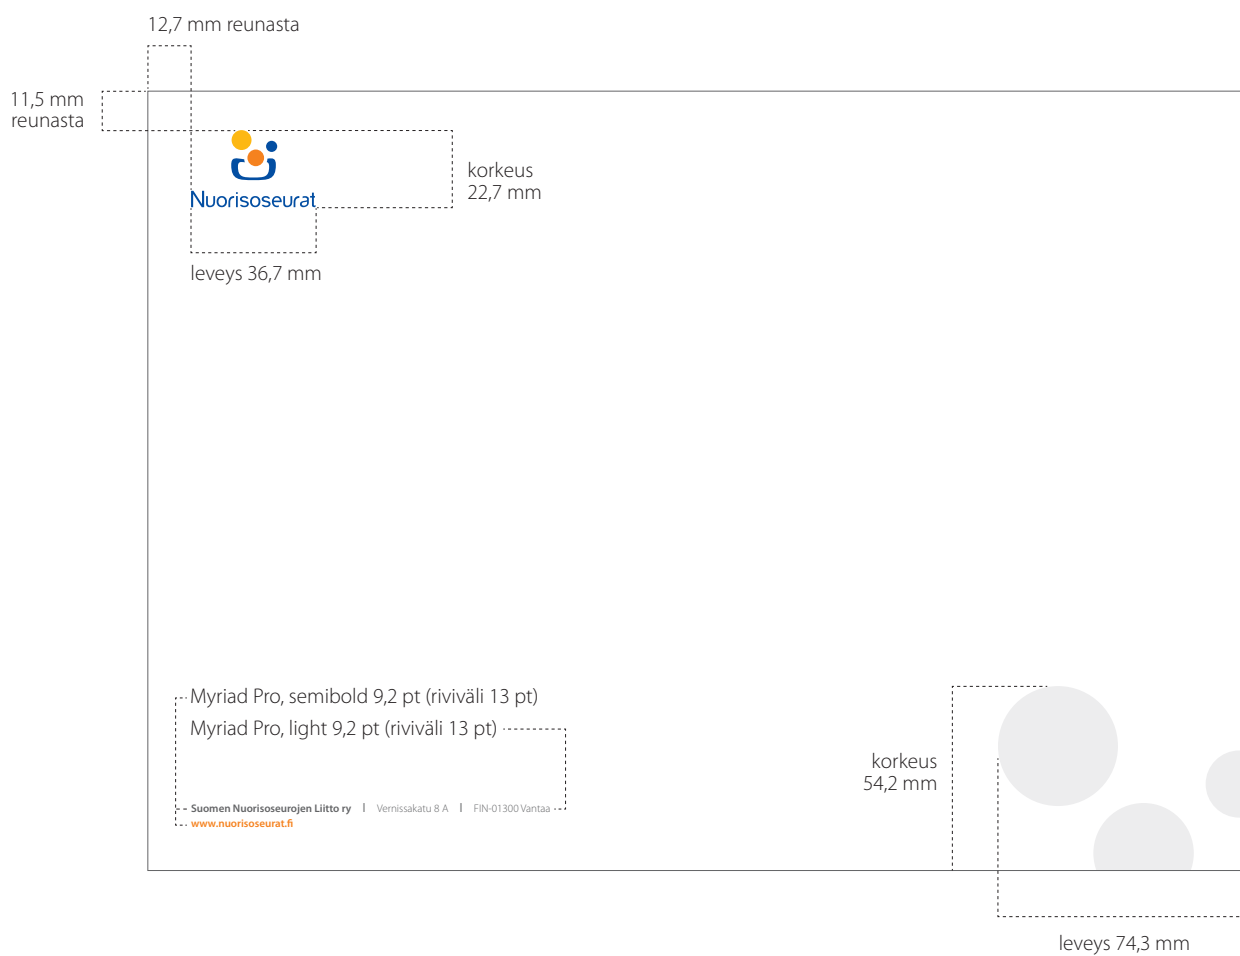 12,7 mm reunasta
11,5 mm
reunasta
korkeus
22,7 mm
Nuorisoseurat
leveys 36,7 mm
Myriad Pro, semibold 9,2 pt (riviväli 13 pt)
Myriad Pro, light 9,2 pt (riviväli 13 pt)
korkeus
54,2 mm
Suomen Nuorisoseurojen Liitto ry | Vernissakatu 8 A | FIN-01300 Vantaa
www.nuorisoseurat.fi
leveys 74,3 mm